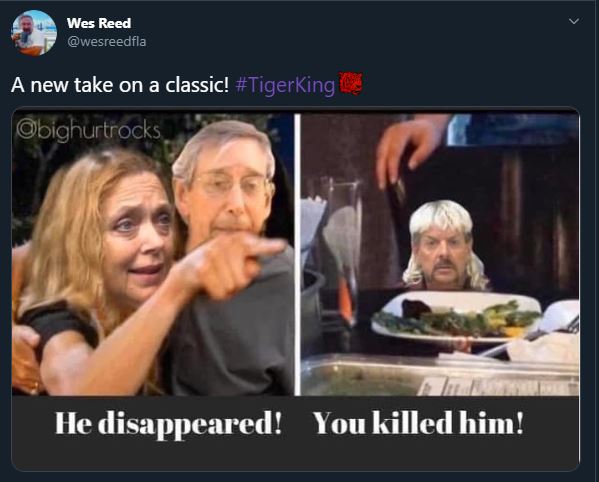 Wes Reed
@wesreedfla
A new take on a classic! #TigerKing
@bighurtrocks
He disappeared! You killed him!